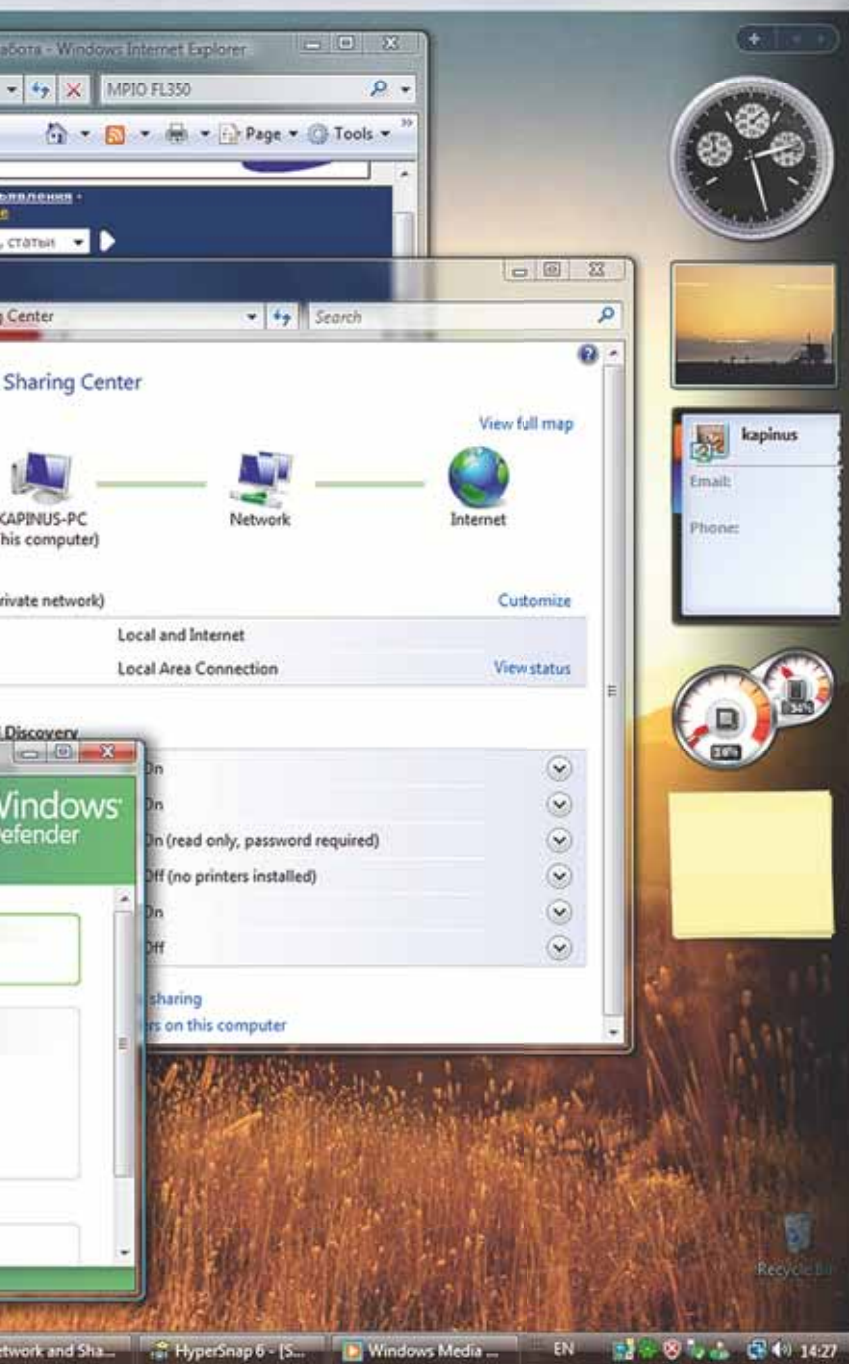 абота - Windows Internet Explorer
MPIO FL350
Page Tools
ъявления -
, статьи
g Center
Search
Sharing Center
View full map
KAPINUS-PC
his computer)
Network
Internet
rivate network)
Customize
Local and Internet
Local Area Connection
View status
Discovery
On
On
On (read only, password required)
Off (no printers installed)
On
Off
sharing
rs on this computer
Windows
efender
kapinus
Email:
Phone:
34%
Recycle Bin
etwork and Sha...
HyperSnap 6 - [S...
Windows Media ...
EN
14:27